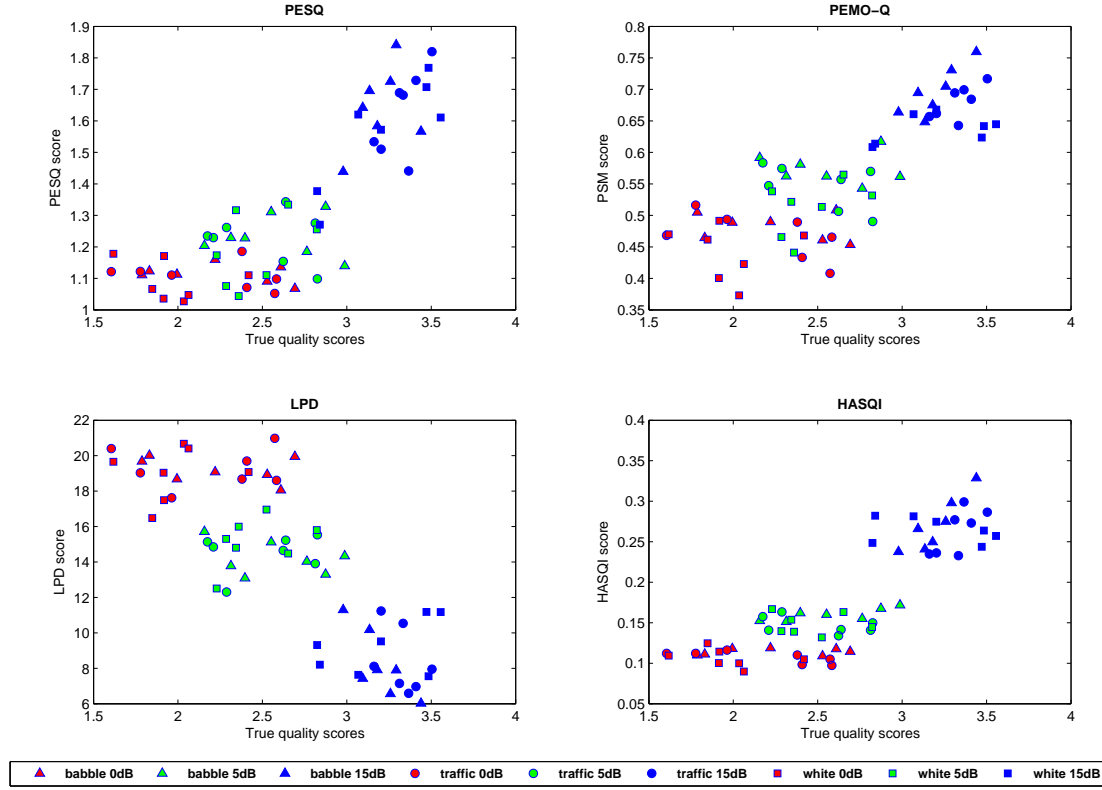 PESQ
1.9
1.8
1.7
1.6
1.5
1.4
1.3
1.2
1.1
1
PESQ score
1.5 2 2.5 3 3.5 4
True quality scores
PEMO−Q
0.8
0.75
0.7
0.65
0.6
0.55
0.5
0.45
0.4
0.35
PSM score
1.5 2 2.5 3 3.5 4
True quality scores
LPD
22
20
18
16
14
12
10
8
6
LPD score
1.5 2 2.5 3 3.5 4
True quality scores
HASQI
0.4
0.35
0.3
0.25
0.2
0.15
0.1
0.05
HASQI score
1.5 2 2.5 3 3.5 4
True quality scores
babble 0dB babble 5dB babble 15dB traffic 0dB traffic 5dB traffic 15dB white 0dB white 5dB white 15dB